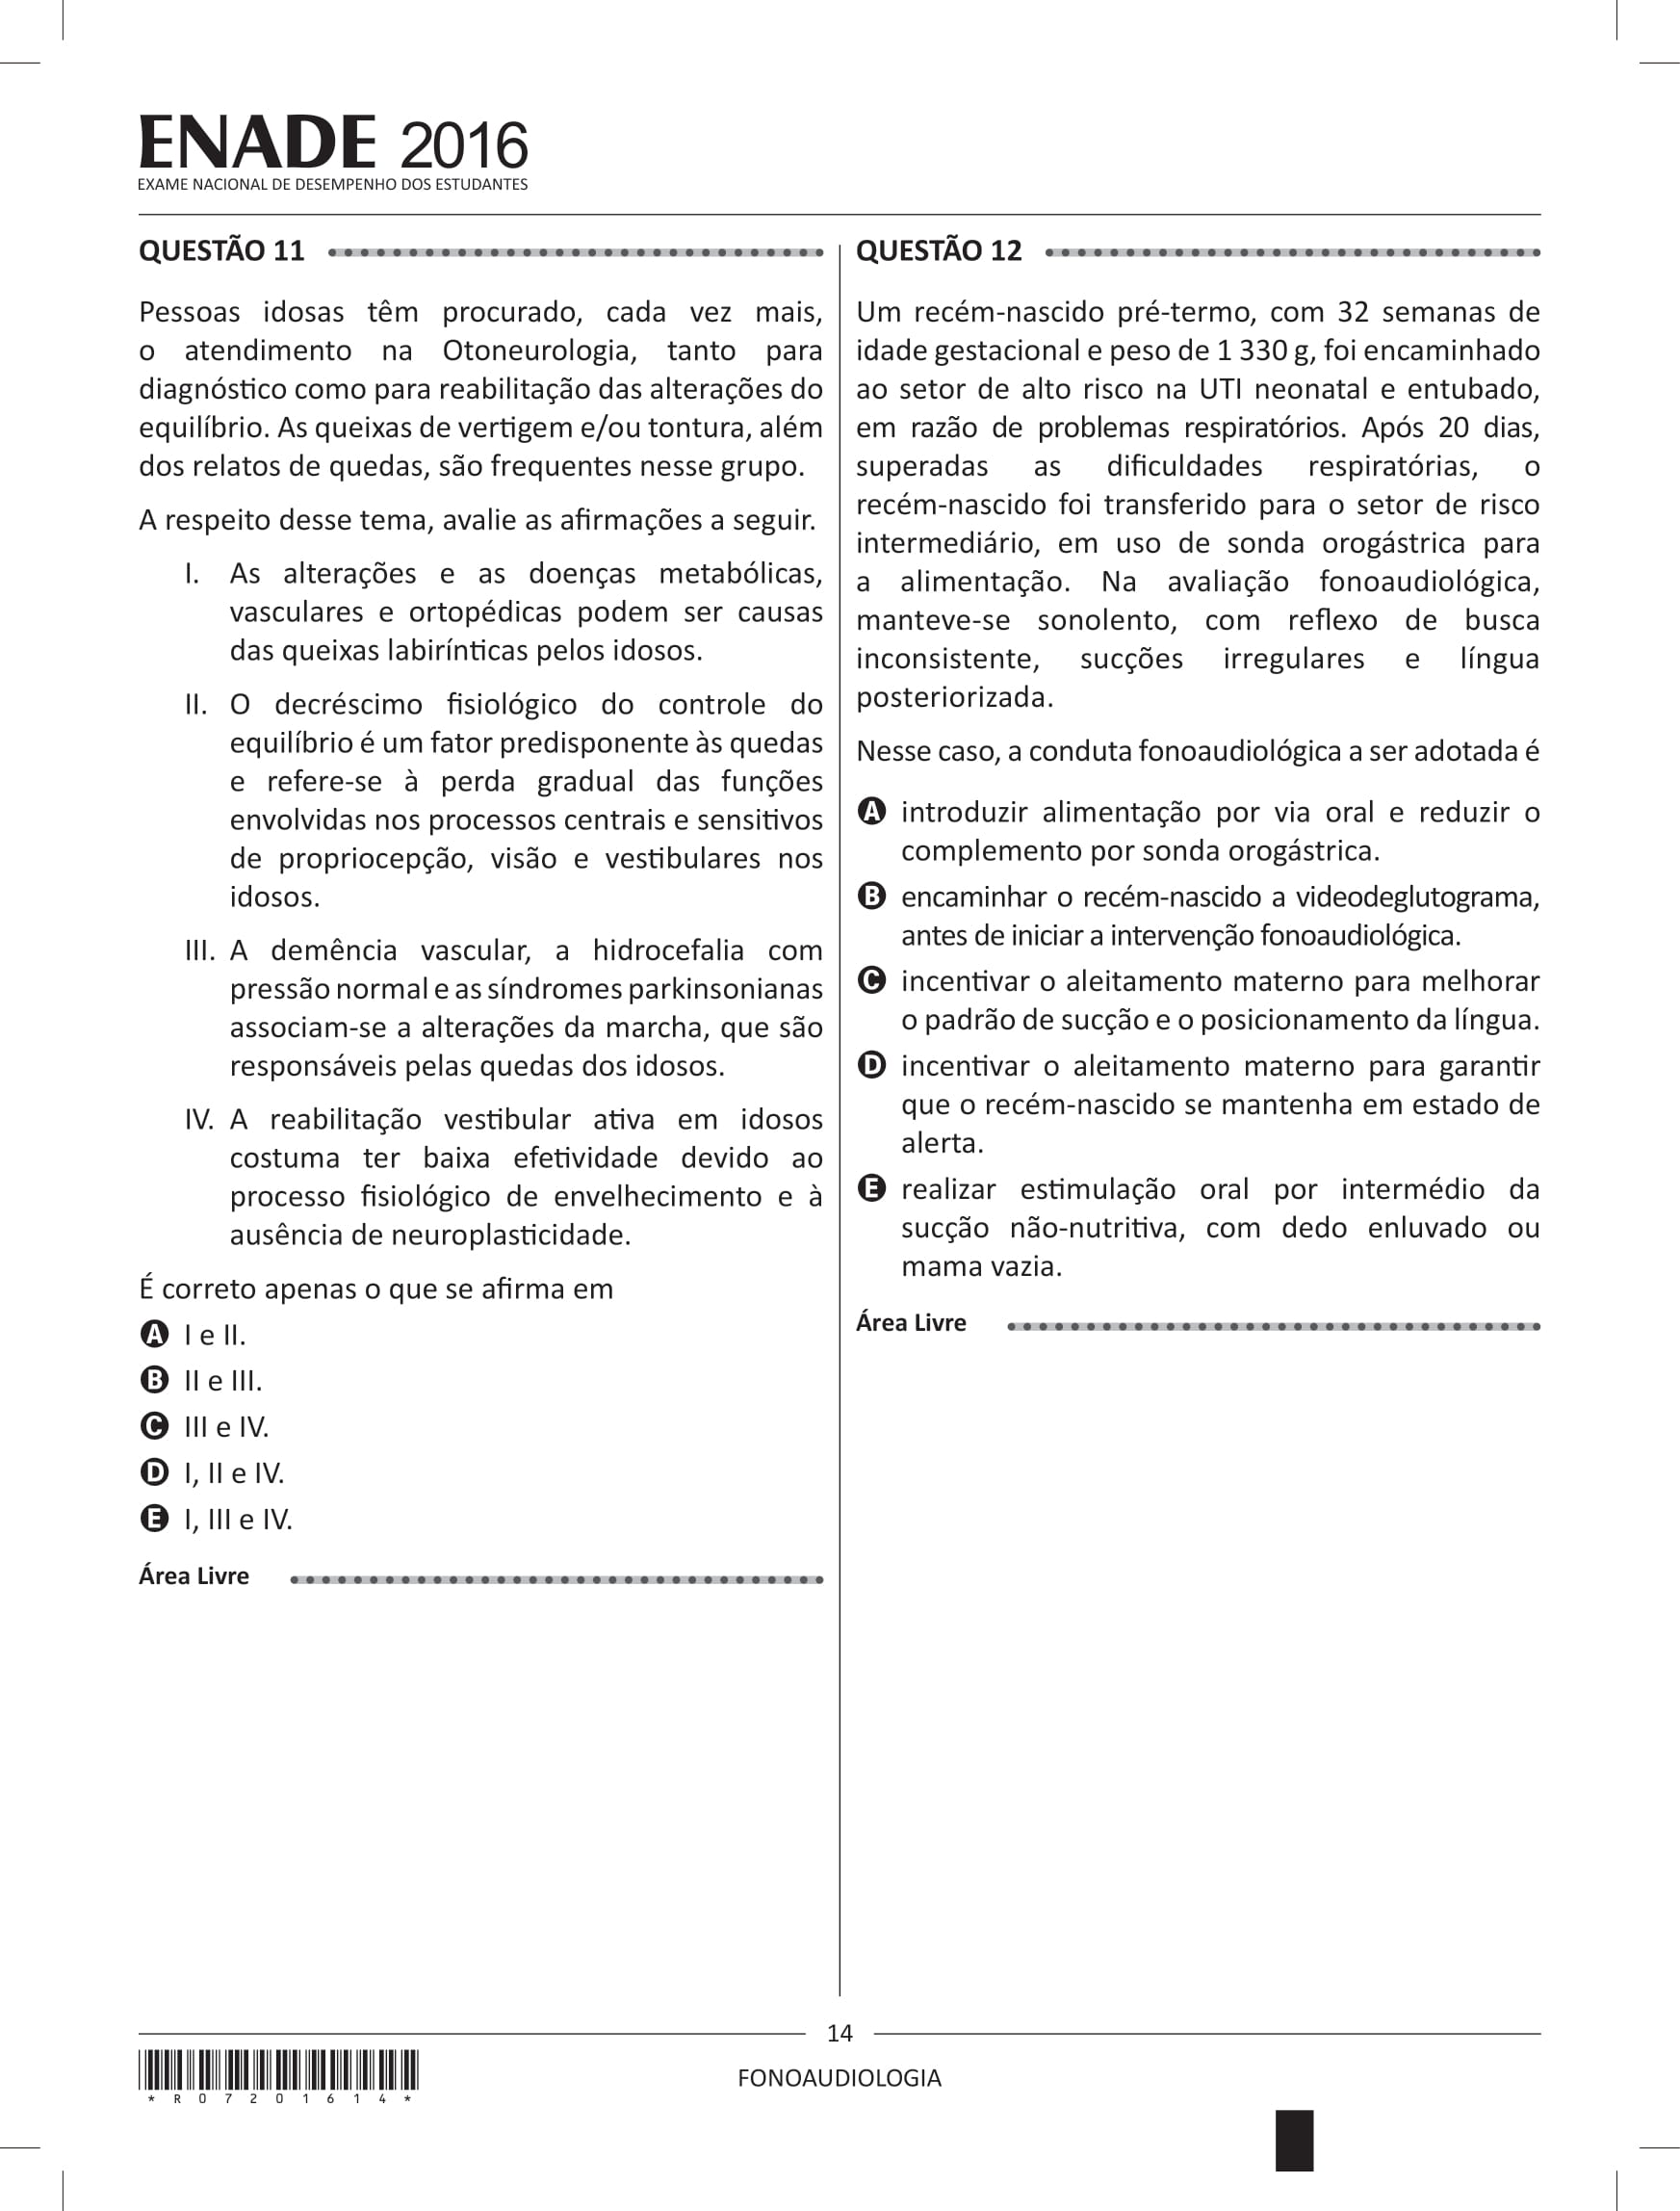 ENADE 2016
EXAME NACIONAL DE DESEMPENHO DOS ESTUDANTES
QUESTÃO 11
Pessoas idosas têm procurado, cada vez mais,
o atendimento na Otoneurologia, tanto para
diagnóstico como para reabilitação das alterações do
equilíbrio. As queixas de vertigem e/ou tontura, além
dos relatos de quedas, são frequentes nesse grupo.
A respeito desse tema, avalie as afirmações a seguir.
I. As alterações e as doenças metabólicas,
vasculares e ortopédicas podem ser causas
das queixas labirínticas pelos idosos.
II. O decréscimo fisiológico do controle do
equilíbrio é um fator predisponente às quedas
e refere-se à perda gradual das funções
envolvidas nos processos centrais e sensitivos
de propriocepção, visão e vestibulares nos
idosos.
III. A demência vascular, a hidrocefalia com
pressão normal e as síndromes parkinsonianas
associam-se a alterações da marcha, que são
responsáveis pelas quedas dos idosos.
IV. A reabilitação vestibular ativa em idosos
costuma ter baixa efetividade devido ao
processo fisiológico de envelhecimento e à
ausência de neuroplasticidade.
É correto apenas o que se afirma em
A I e II.
B II e III.
C III e IV.
D I, II e IV.
E I, III e IV.
Área Livre
QUESTÃO 12
Um recém-nascido pré-termo, com 32 semanas de
idade gestacional e peso de 1 330 g, foi encaminhado
ao setor de alto risco na UTI neonatal e entubado,
em razão de problemas respiratórios. Após 20 dias,
superadas as dificuldades respiratórias, o
recém-nascido foi transferido para o setor de risco
intermediário, em uso de sonda orogástrica para
a alimentação. Na avaliação fonoaudiológica,
manteve-se sonolento, com reflexo de busca
inconsistente, sucções irregulares e língua
posteriorizada.
Nesse caso, a conduta fonoaudiológica a ser adotada é
A introduzir alimentação por via oral e reduzir o
complemento por sonda orogástrica.
B encaminhar o recém-nascido a videodeglutograma,
antes de iniciar a intervenção fonoaudiológica.
C incentivar o aleitamento materno para melhorar
o padrão de sucção e o posicionamento da língua.
D incentivar o aleitamento materno para garantir
que o recém-nascido se mantenha em estado de
alerta.
E realizar estimulação oral por intermédio da
sucção não-nutritiva, com dedo enluvado ou
mama vazia.
Área Livre
14
FONOAUDIOLOGIA
* R 0 7 2 0 1 6 1 4 *